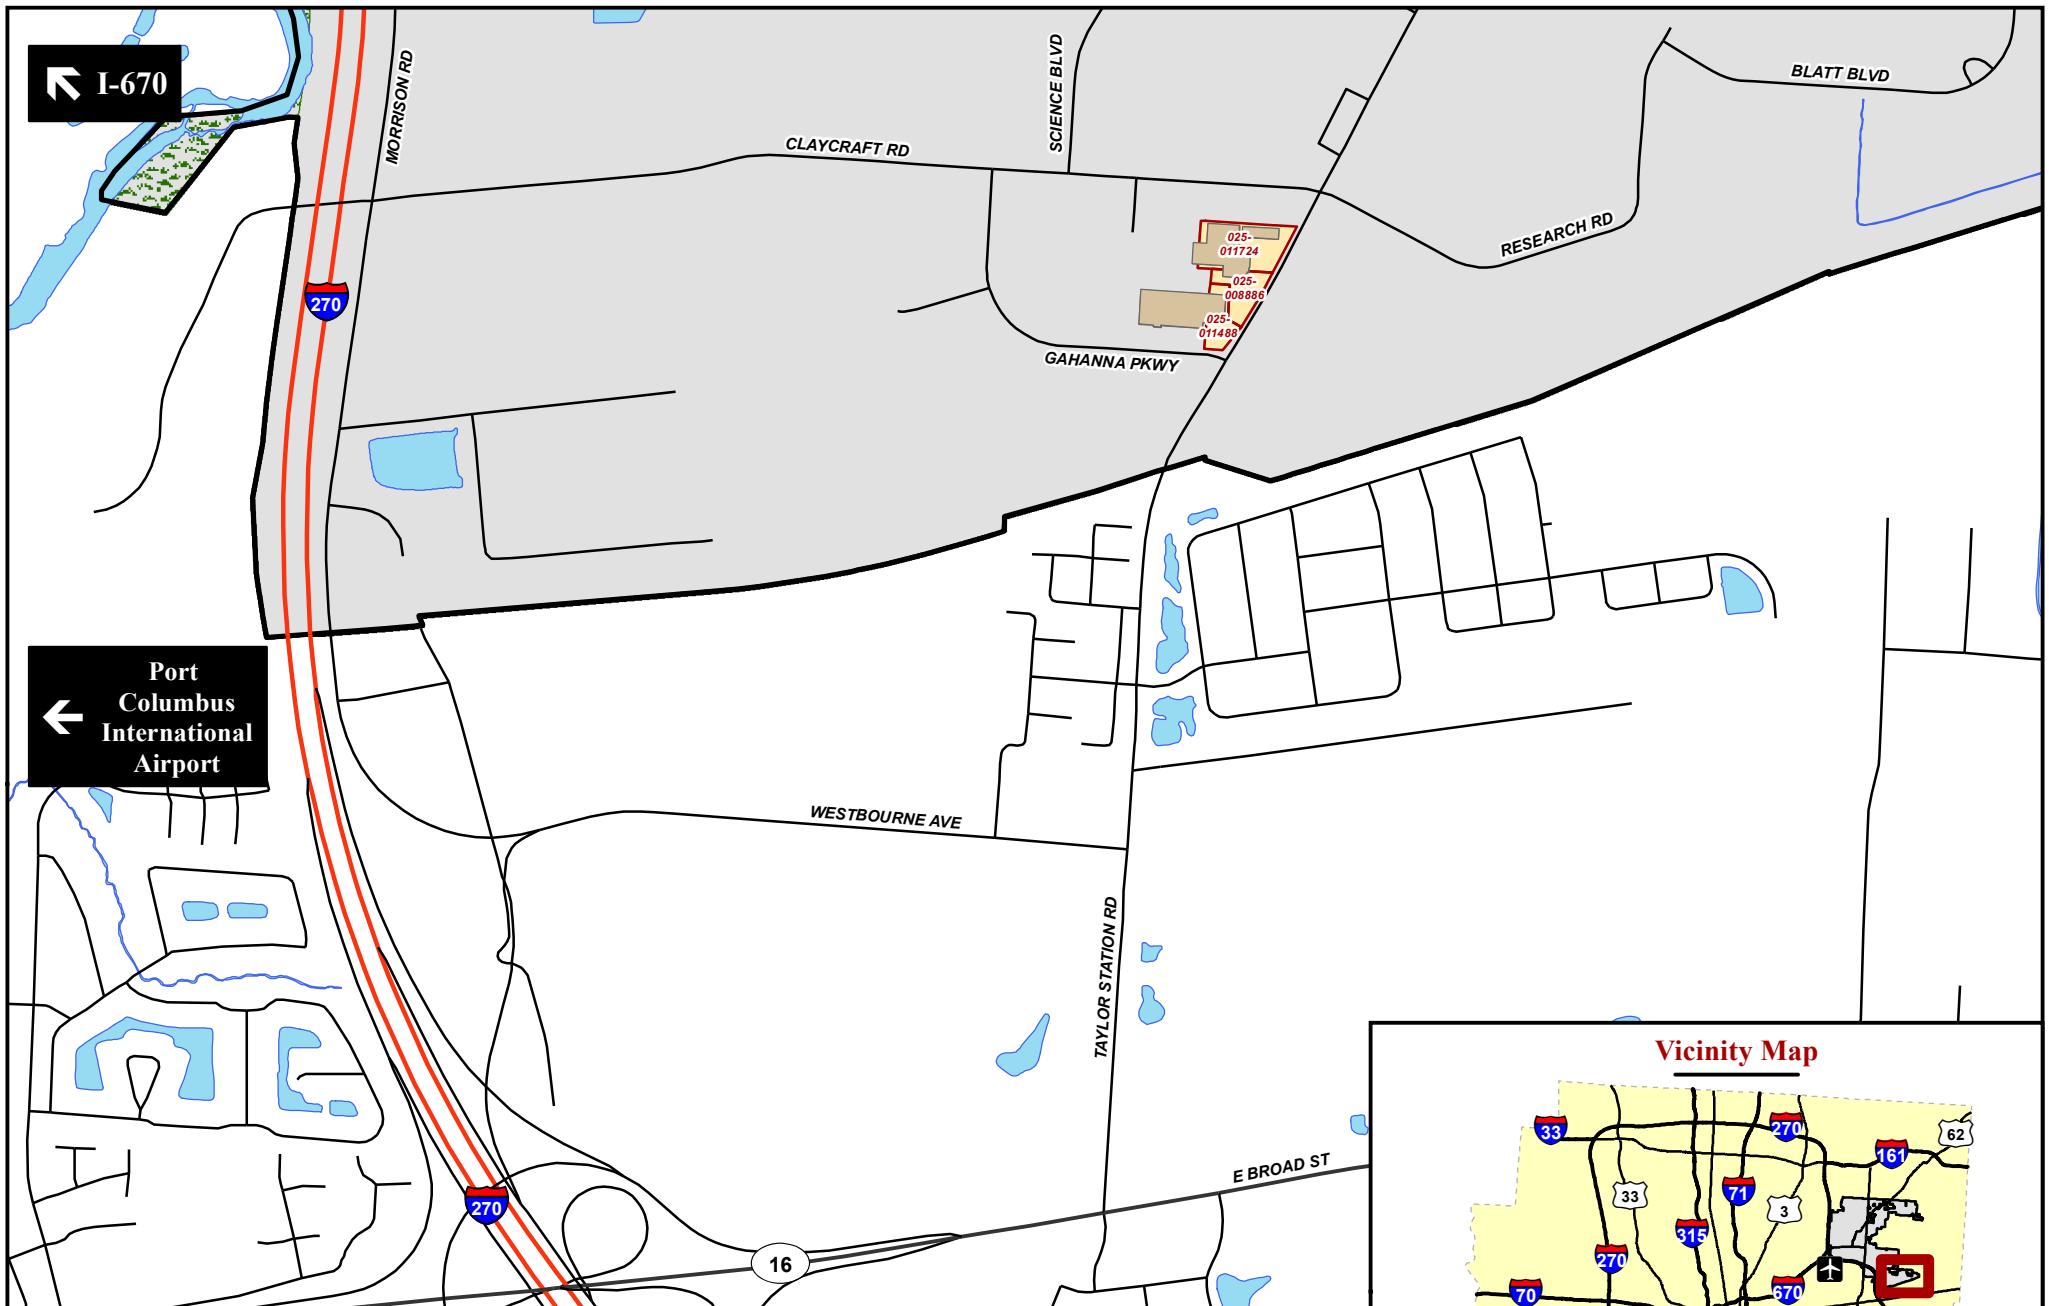 I-670
MORRISON RD
SCIENCE BLVD
BLATT BLVD
CLAYCRAFT RD
RESEARCH RD
025-
011724
025-
008886
025-
011488
270
GAHANNA PKWY
Port
Columbus
International
Airport
WESTBOURNE AVE
TAYLOR STATION RD
E BROAD ST
270
16
Vicinity Map
33
270
62
161
33
71
3
315
270
670
70